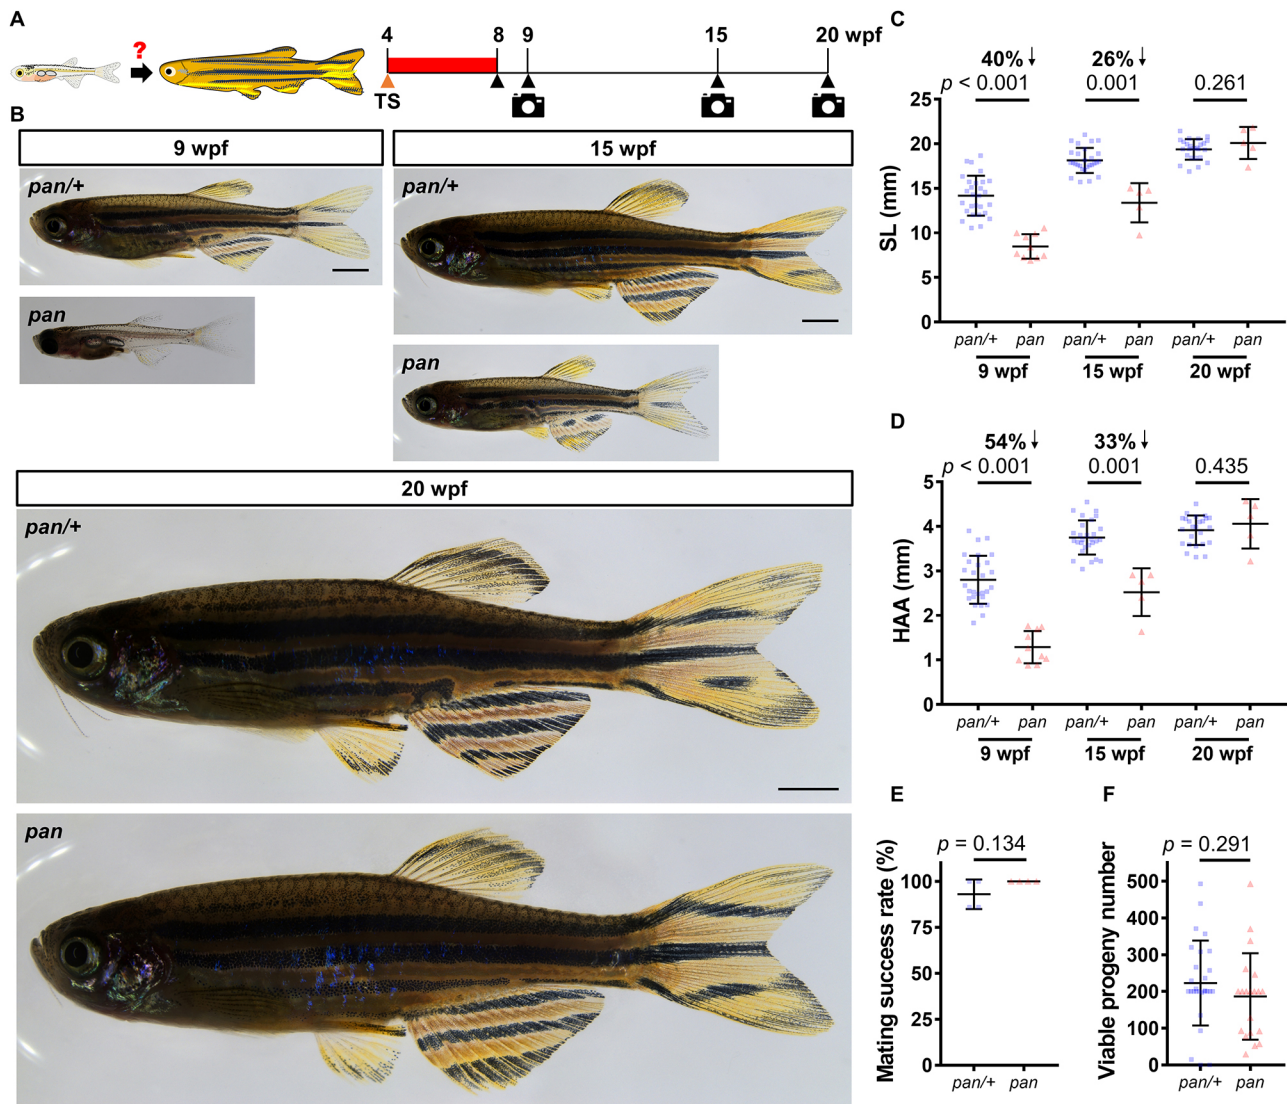 A
?
4 8 9 15 20 wpf
TS
B
9 wpf
pan/+
pan
15 wpf
pan/+
pan
20 wpf
pan/+
pan
C
40%↓ 26%↓
p < 0.001 0.001 0.261
SL (mm)
25
20
15
10
5
0
pan/+ pan pan/+ pan pan/+ pan
9 wpf 15 wpf 20 wpf
D
54%↓ 33%↓
p < 0.001 0.001 0.435
HAA (mm)
5
4
3
2
1
0
pan/+ pan pan/+ pan pan/+ pan
9 wpf 15 wpf 20 wpf
E
p = 0.134
Mating success rate (%)
100
75
50
25
0
pan/+ pan
F
p = 0.291
Viable progeny number
500
400
300
200
100
0
pan/+ pan